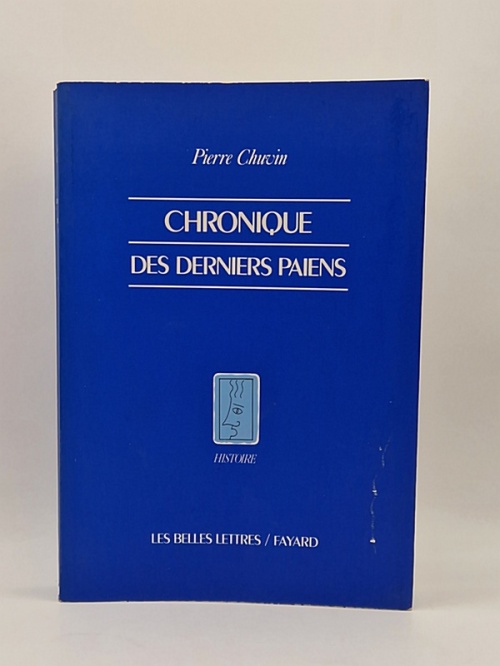 Pierre Chuvin
CHRONIQUE
DES DERNIERS PAIENS
HISTOIRE
LES BELLES LETTRES / FAYARD